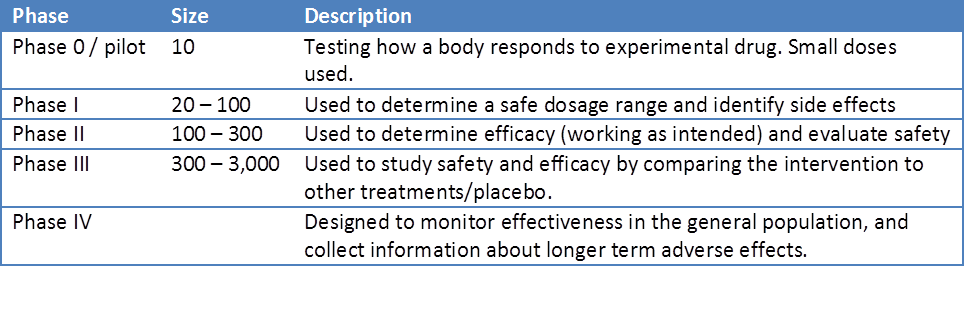 Phase Size Description
Phase 0 / pilot 10 Testing how a body responds to experimental drug. Small doses
used.
Phase I 20 – 100 Used to determine a safe dosage range and identify side effects
Phase II 100 – 300 Used to determine efficacy (working as intended) and evaluate safety
Phase III 300 – 3,000 Used to study safety and efficacy by comparing the intervention to
other treatments/placebo.
Phase IV Designed to monitor effectiveness in the general population, and
collect information about longer term adverse effects.